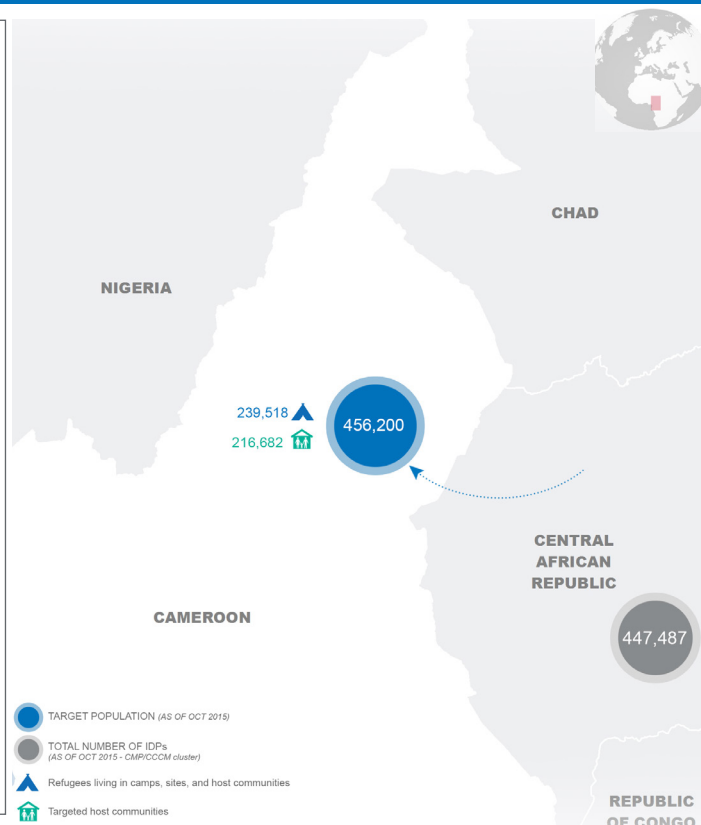 CHAD
NIGERIA
239,518
216,682
456,200
CENTRAL
AFRICAN
REPUBLIC
447,487
CAMEROON
TARGET POPULATION (AS OF OCT 2015)
TOTAL NUMBER OF IDPs
(AS OF OCT 2015 - CMP/CCCM cluster)
Refugees living in camps, sites, and host communities
Targeted host communities
REPUBLIC
OF CONGO